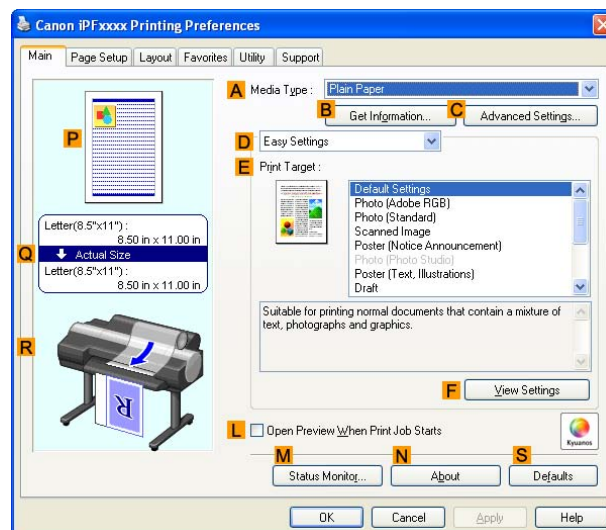 Canon iPFxxxx Printing Preferences
Main Page Setup Layout Favorites Utility Support
A Media Type : Plain Paper
B C
Get Information... Advanced Settings...
D Easy Settings
E Print Target :
P
Default Settings
Photo (Adobe RGB)
Photo (Standard)
Scanned Image
Poster (Notice Announcement)
Photo (Photo Studio)
Poster (Text, Illustrations)
Draft
Letter(8.5"x11") :
8.50 in x 11.00 in
Q Actual Size
Letter(8.5"x11") :
8.50 in x 11.00 in
Suitable for printing normal documents that contain a mixture of
text, photographs and graphics.
R
R
F View Settings
L Open Preview When Print Job Starts
Kyuanos
M N S
Status Monitor... About Defaults
OK Cancel Apply Help